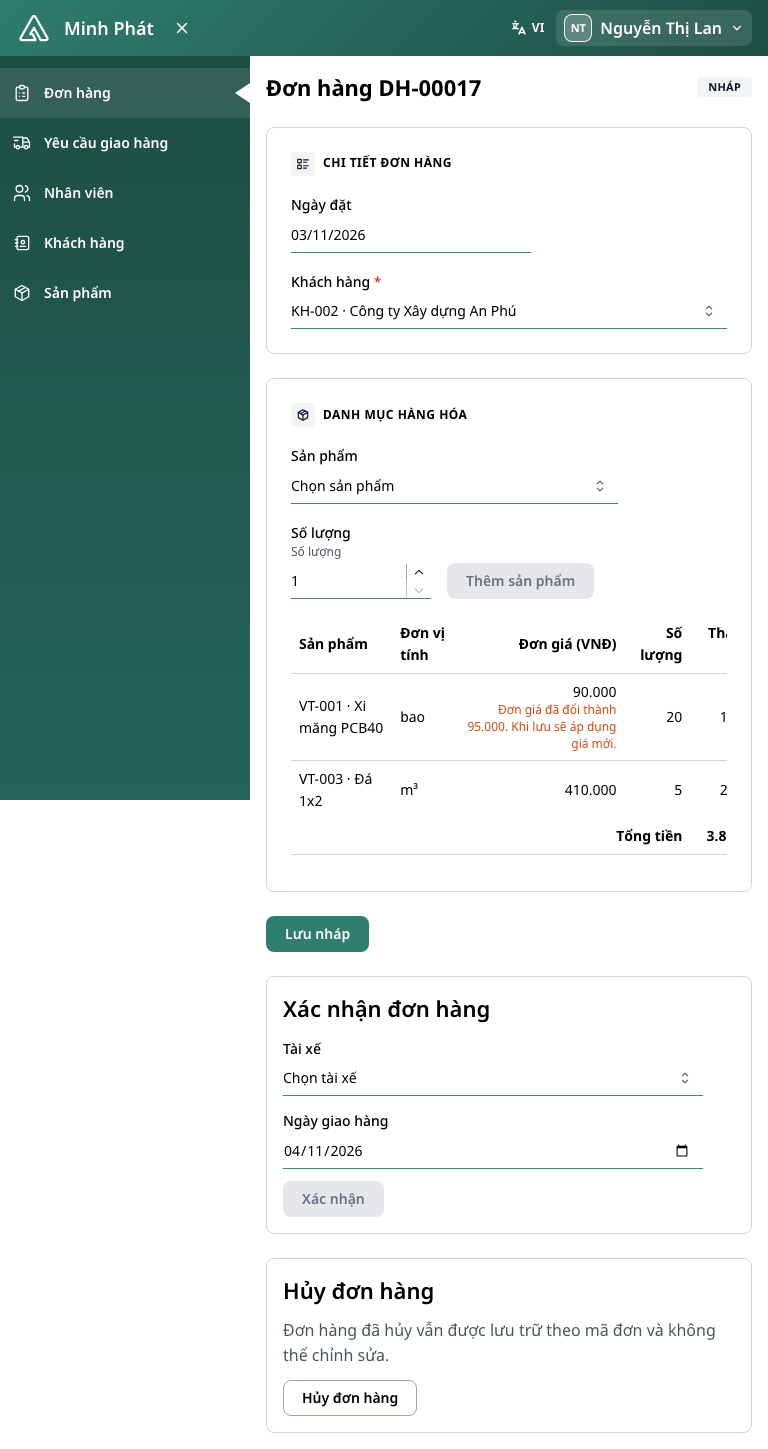 Minh Phát
VI
NT
Nguyễn Thị Lan
Đơn hàng
Yêu cầu giao hàng
Nhân viên
Khách hàng
Sản phẩm
Đơn hàng DH-00017
NHÁP
CHI TIẾT ĐƠN HÀNG
Ngày đặt
03/11/2026
Khách hàng *
KH-002 · Công ty Xây dựng An Phú
DANH MỤC HÀNG HÓA
Sản phẩm
Chọn sản phẩm
Số lượng
Số lượng
1
Thêm sản phẩm
Sản phẩm
Đơn vị
tính
Đơn giá (VNĐ)
Số
lượng
VT-001 · Xi
măng PCB40
bao
90.000
Đơn giá đã đổi thành
95.000. Khi lưu sẽ áp dụng
giá mới.
20
1
VT-003 · Đá
1x2
m³
410.000
5
2
Tổng tiền
3.8
Lưu nháp
Xác nhận đơn hàng
Tài xế
Chọn tài xế
Ngày giao hàng
04/11/2026
Xác nhận
Hủy đơn hàng
Đơn hàng đã hủy vẫn được lưu trữ theo mã đơn và không
thể chỉnh sửa.
Hủy đơn hàng